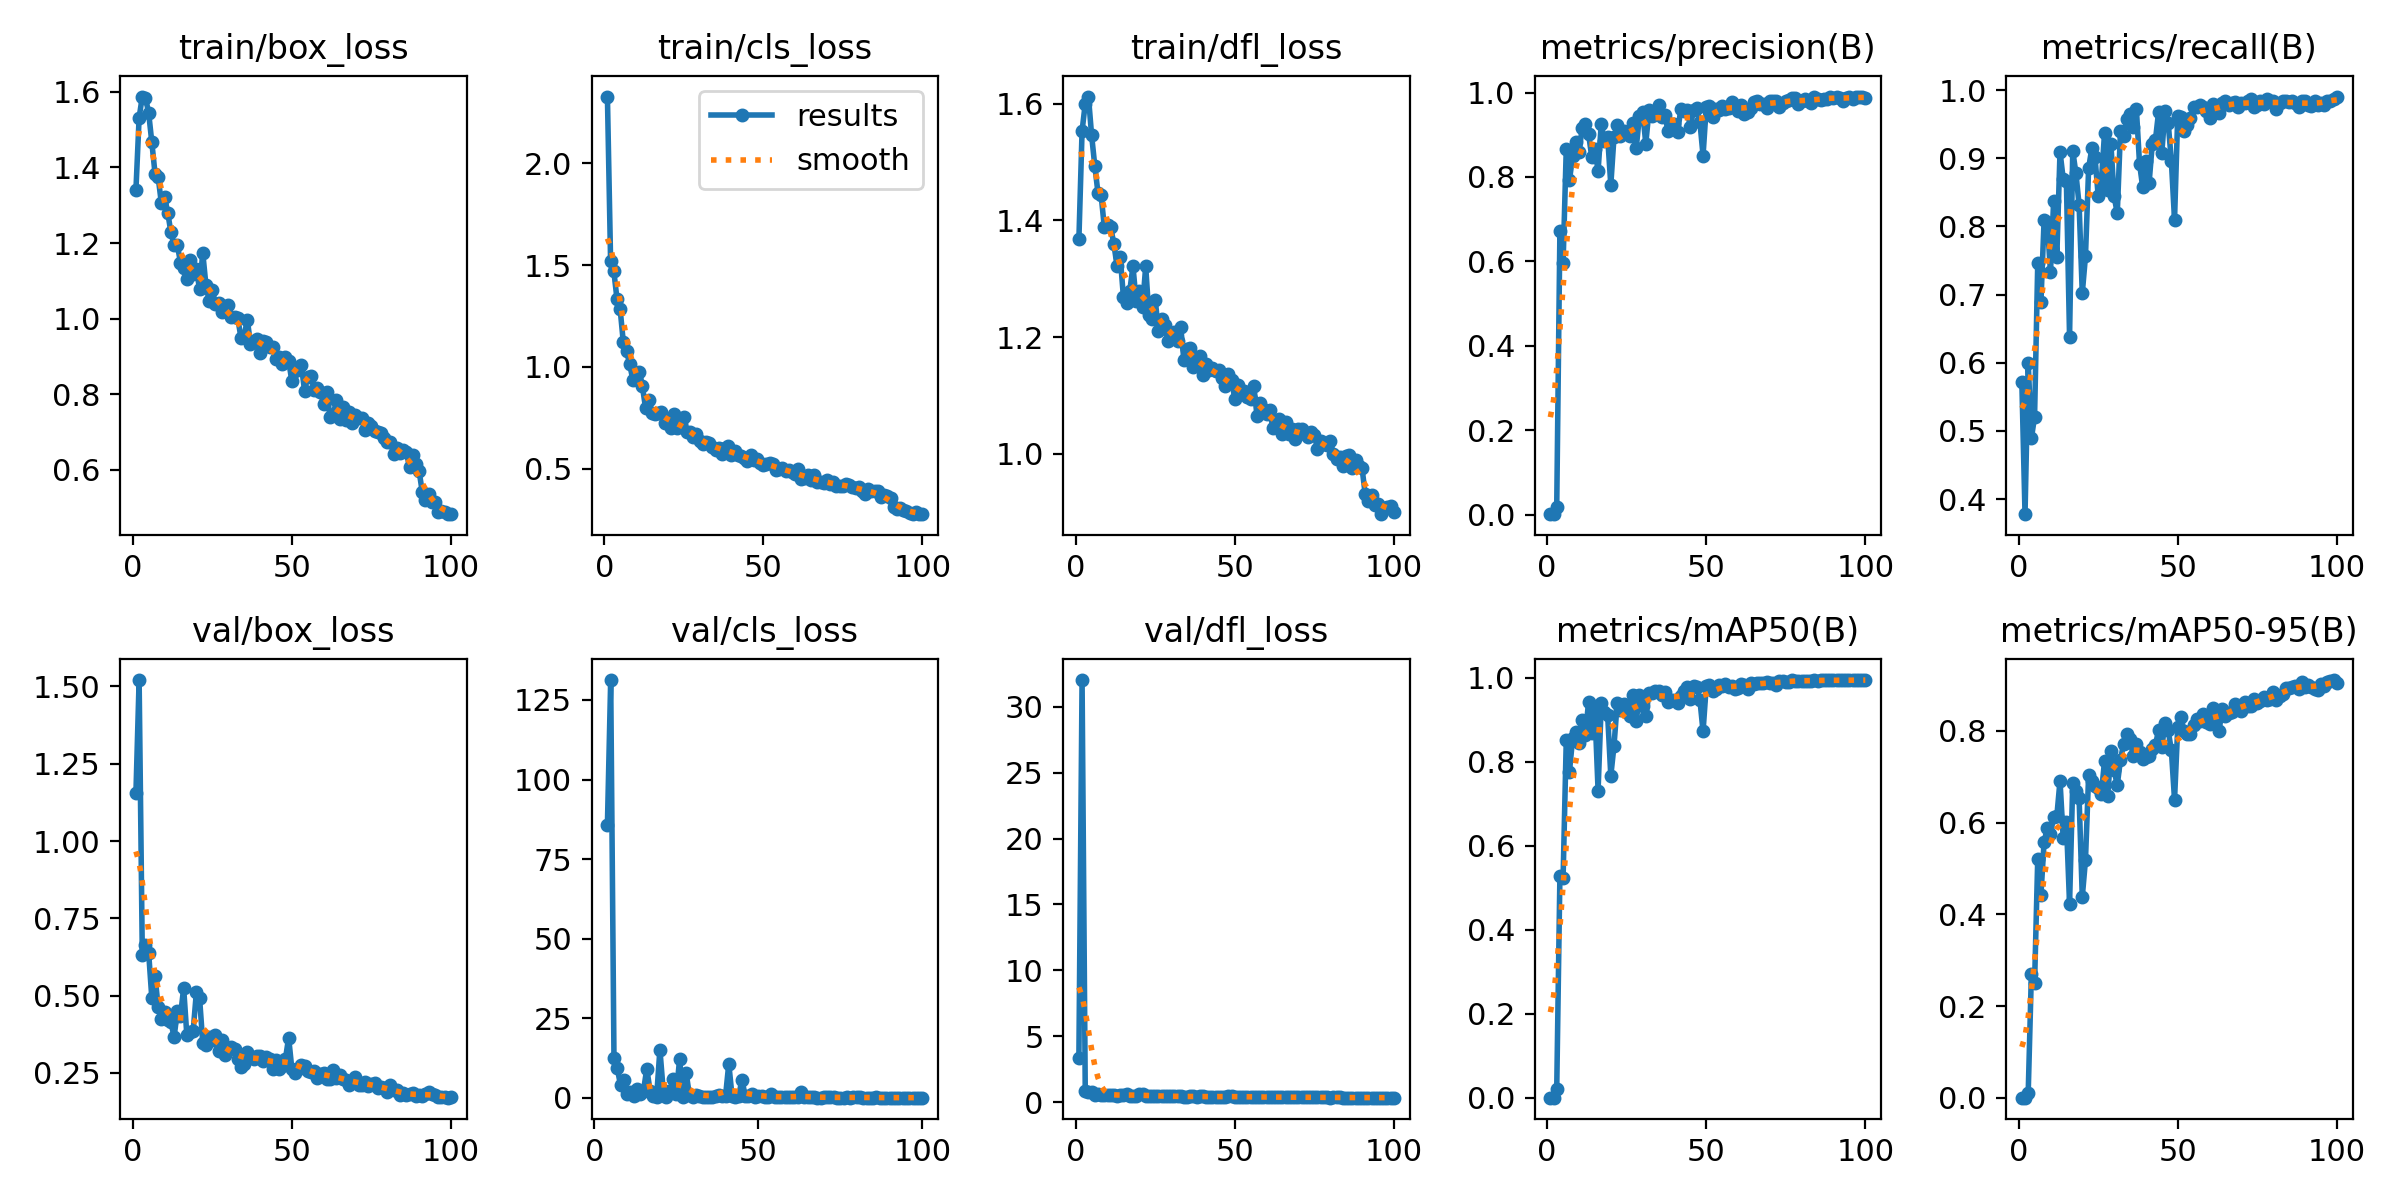 train/box_loss
1.6
1.4
1.2
1.0
0.8
0.6
0 50 100
train/cls_loss
results
smooth
2.0
1.5
1.0
0.5
0 50 100
train/dfl_loss
1.6
1.4
1.2
1.0
0 50 100
metrics/precision(B)
1.0
0.8
0.6
0.4
0.2
0.0
0 50 100
metrics/recall(B)
1.0
0.9
0.8
0.7
0.6
0.5
0.4
0 50 100
val/box_loss
1.50
1.25
1.00
0.75
0.50
0.25
0 50 100
val/cls_loss
125
100
75
50
25
0
0 50 100
val/dfl_loss
30
25
20
15
10
5
0
0 50 100
metrics/mAP50(B)
1.0
0.8
0.6
0.4
0.2
0.0
0 50 100
metrics/mAP50-95(B)
0.8
0.6
0.4
0.2
0.0
0 50 100